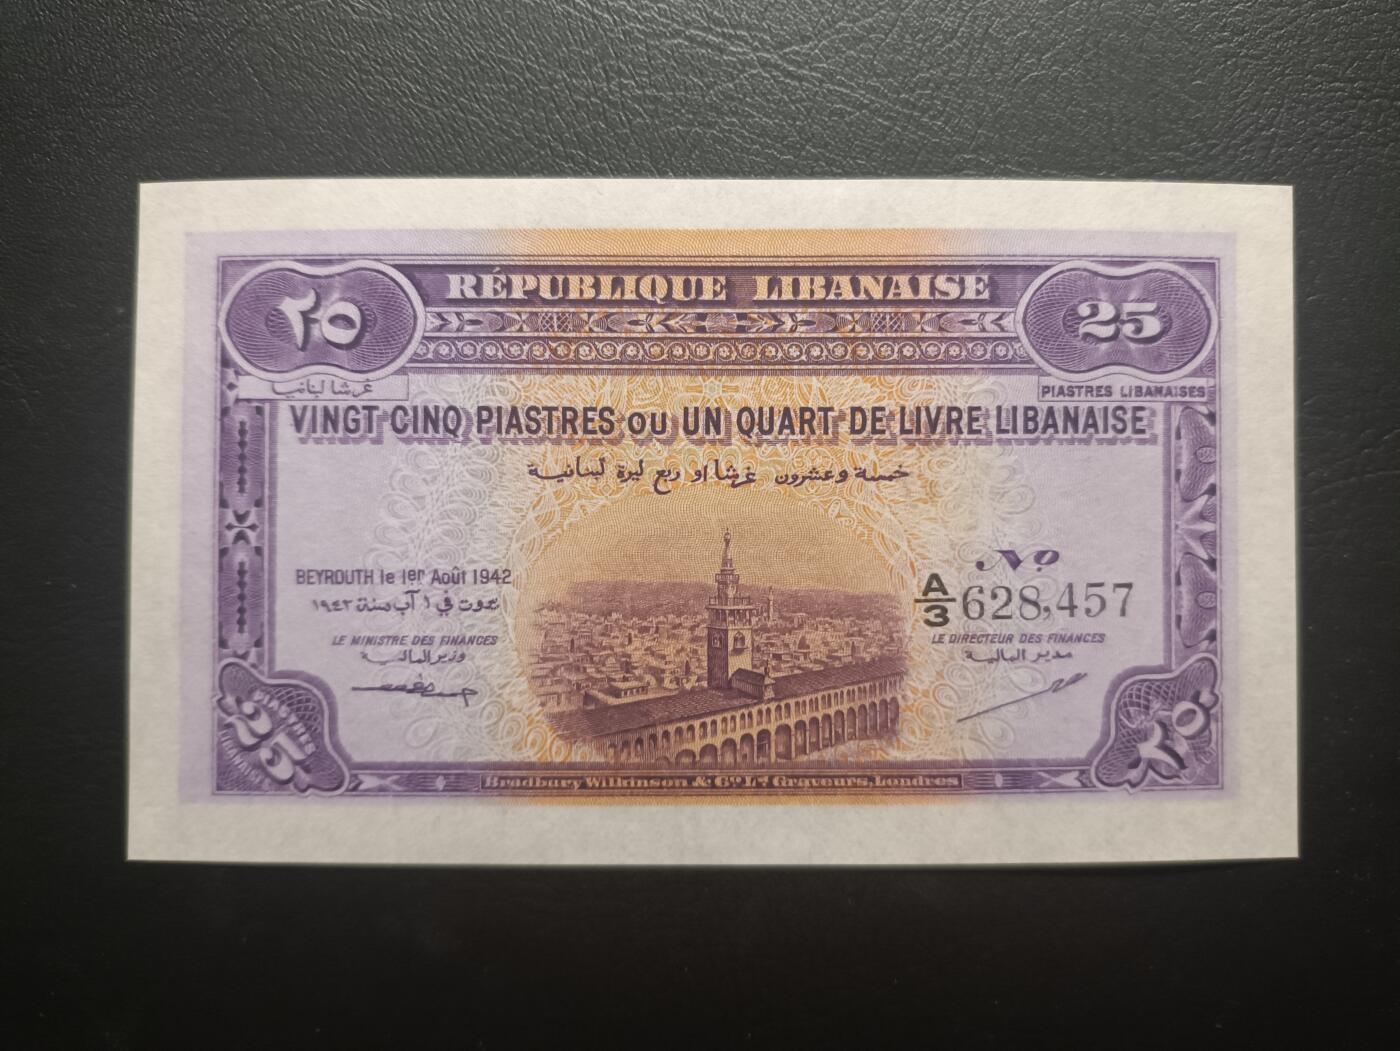 RÉPUBLIQUE LIBANAISE
٢٥
25
غرشا لبنانيا
PIASTRES LIBANAISES
VINGT CINQ PIASTRES OU UN QUART DE LIVRE LIBANAISE
خمسة وعشرون غرشا او ربع ليرة لبنانية
BEYROUTH le 1er Août 1942
بيروت في ١ آب سنة ١٩٤٢
Nº
A/3 628,457
LE MINISTRE DES FINANCES
وزير المالية
LE DIRECTEUR DES FINANCES
مدير المالية
PIASTRES
25
٢٥
Bradbury, Wilkinson & Cº Lᵈ Graveurs, Londres